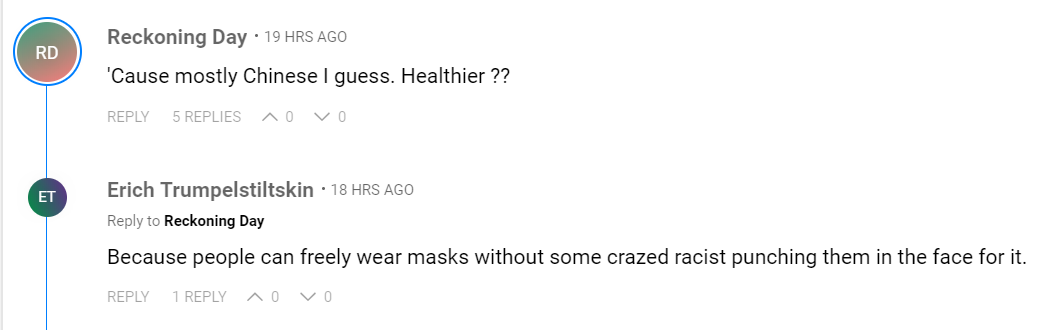 RD
Reckoning Day • 19 HRS AGO
'Cause mostly Chinese I guess. Healthier ??
REPLY 5 REPLIES 0 0
ET
Erich Trumpelstiltskin • 18 HRS AGO
Reply to Reckoning Day
Because people can freely wear masks without some crazed racist punching them in the face for it.
REPLY 1 REPLY 0 0